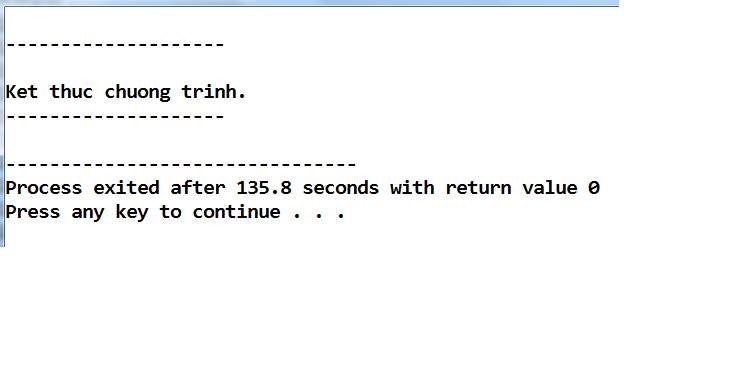 --------------------
Ket thuc chuong trinh.
--------------------
--------------------------------
Process exited after 135.8 seconds with return value 0
Press any key to continue . . .